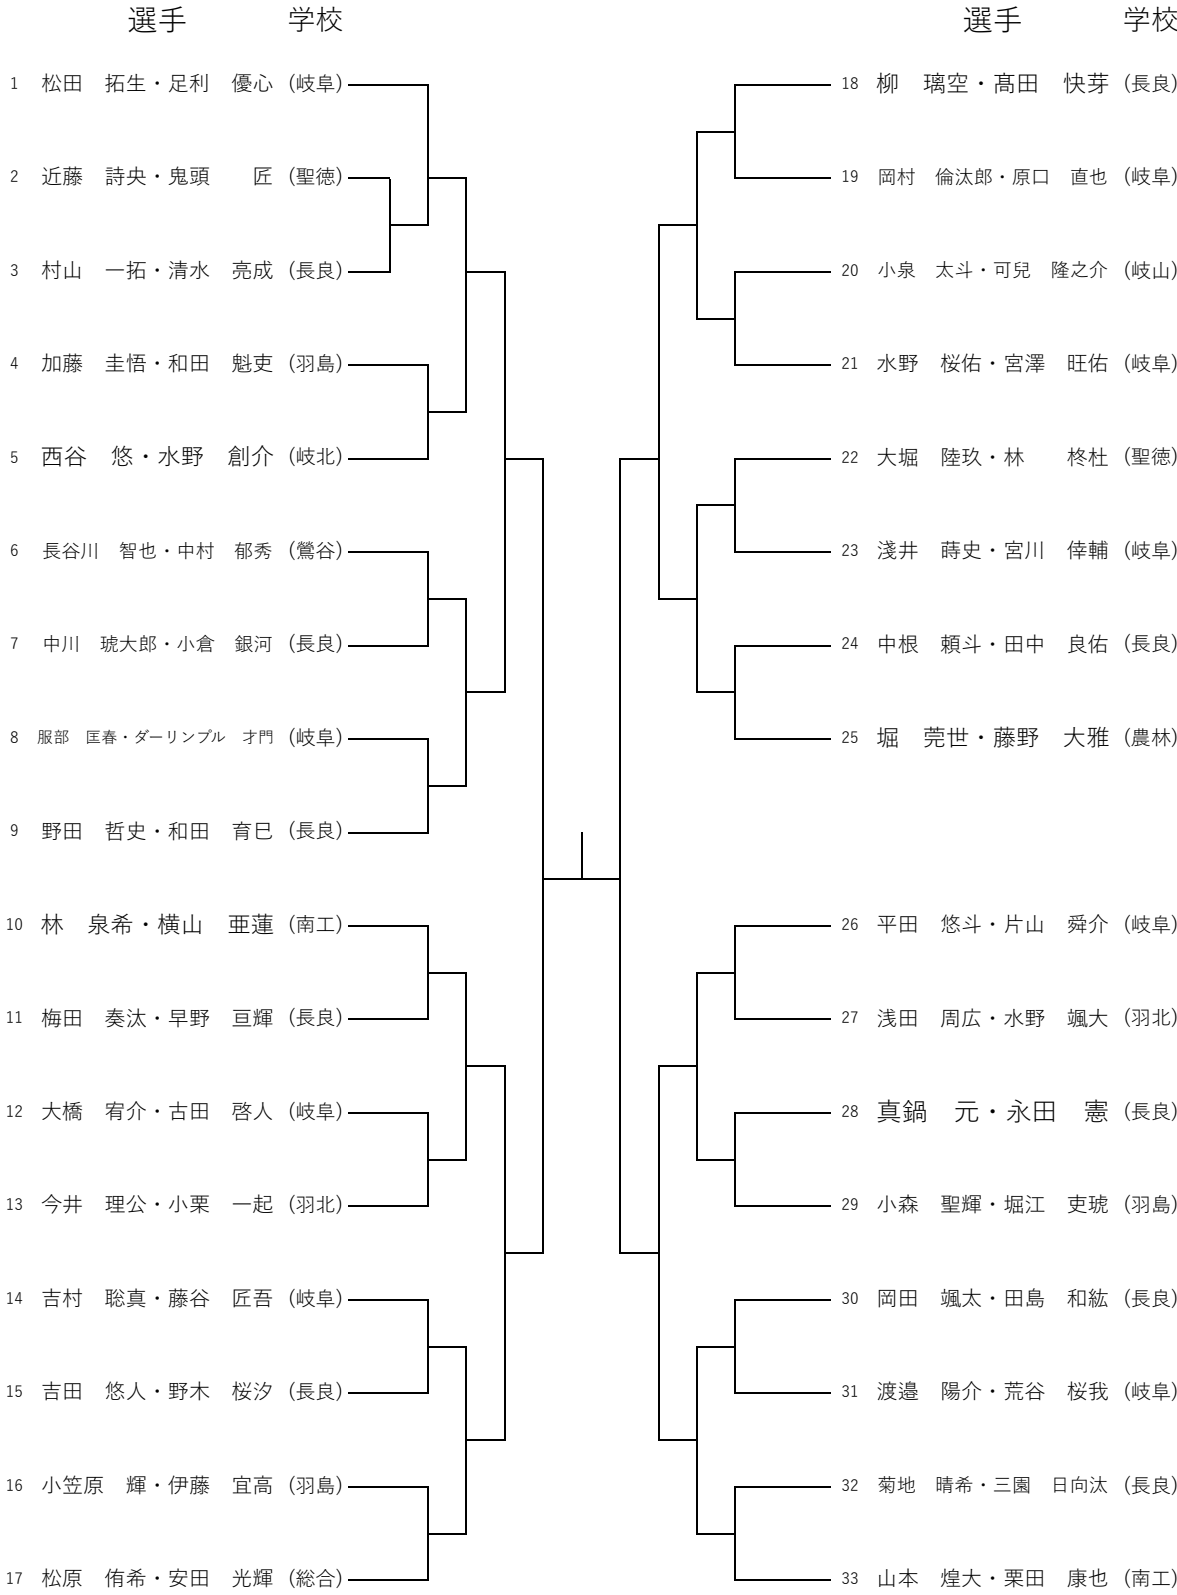 選手 学校
1 松田 拓生・足利 優心 (岐阜)
2 近藤 詩央・鬼頭 匠 (聖徳)
3 村山 一拓・清水 亮成 (長良)
4 加藤 圭悟・和田 魁吏 (羽島)
5 西谷 悠・水野 創介 (岐北)
6 長谷川 智也・中村 郁秀 (鶯谷)
7 中川 琥大郎・小倉 銀河 (長良)
8 服部 匡春・ダーリンプル 才門 (岐阜)
9 野田 哲史・和田 育巳 (長良)
10 林 泉希・横山 亜蓮 (南工)
11 梅田 奏汰・早野 亘輝 (長良)
12 大橋 宥介・古田 啓人 (岐阜)
13 今井 理公・小栗 一起 (羽北)
14 吉村 聡真・藤谷 匠吾 (岐阜)
15 吉田 悠人・野木 桜汐 (長良)
16 小笠原 輝・伊藤 宜高 (羽島)
17 松原 侑希・安田 光輝 (総合)
選手 学校
18 柳 璃空・髙田 快芽 (長良)
19 岡村 倫汰郎・原口 直也 (岐阜)
20 小泉 太斗・可兒 隆之介 (岐山)
21 水野 桜佑・宮澤 旺佑 (岐阜)
22 大堀 陸玖・林 柊杜 (聖徳)
23 淺井 蒔史・宮川 倖輔 (岐阜)
24 中根 頼斗・田中 良佑 (長良)
25 堀 莞世・藤野 大雅 (農林)
26 平田 悠斗・片山 舜介 (岐阜)
27 浅田 周広・水野 颯大 (羽北)
28 真鍋 元・永田 憲 (長良)
29 小森 聖輝・堀江 吏琥 (羽島)
30 岡田 颯太・田島 和紘 (長良)
31 渡邉 陽介・荒谷 桜我 (岐阜)
32 菊地 晴希・三園 日向汰 (長良)
33 山本 煌大・栗田 康也 (南工)